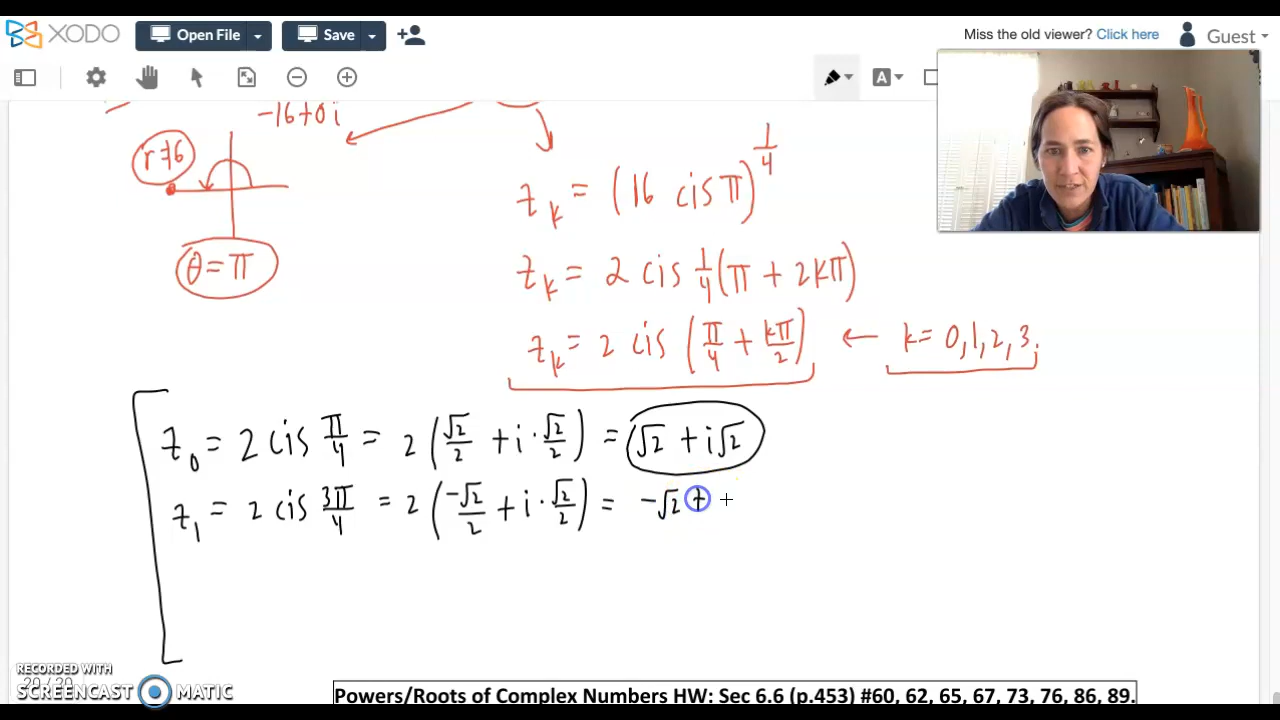 XODO Open File Save Miss the old viewer? Click here Guest
A
-16+0i
r=16
θ=π
z_k = (16 cis π)^{1/4}
z_k = 2 cis 1/4(π + 2kπ)
z_k = 2 cis (π/4 + kπ/2) ← k= 0,1,2,3.
z_0 = 2 cis π/4 = 2(√2/2 + i·√2/2) = √2 + i√2
z_1 = 2 cis 3π/4 = 2(-√2/2 + i·√2/2) = -√2 +
RECORDED WITH
20 / 20
SCREENCAST MATIC
Powers/Roots of Complex Numbers HW: Sec 6.6 (p.453) #60, 62, 65, 67, 73, 76, 86, 89.